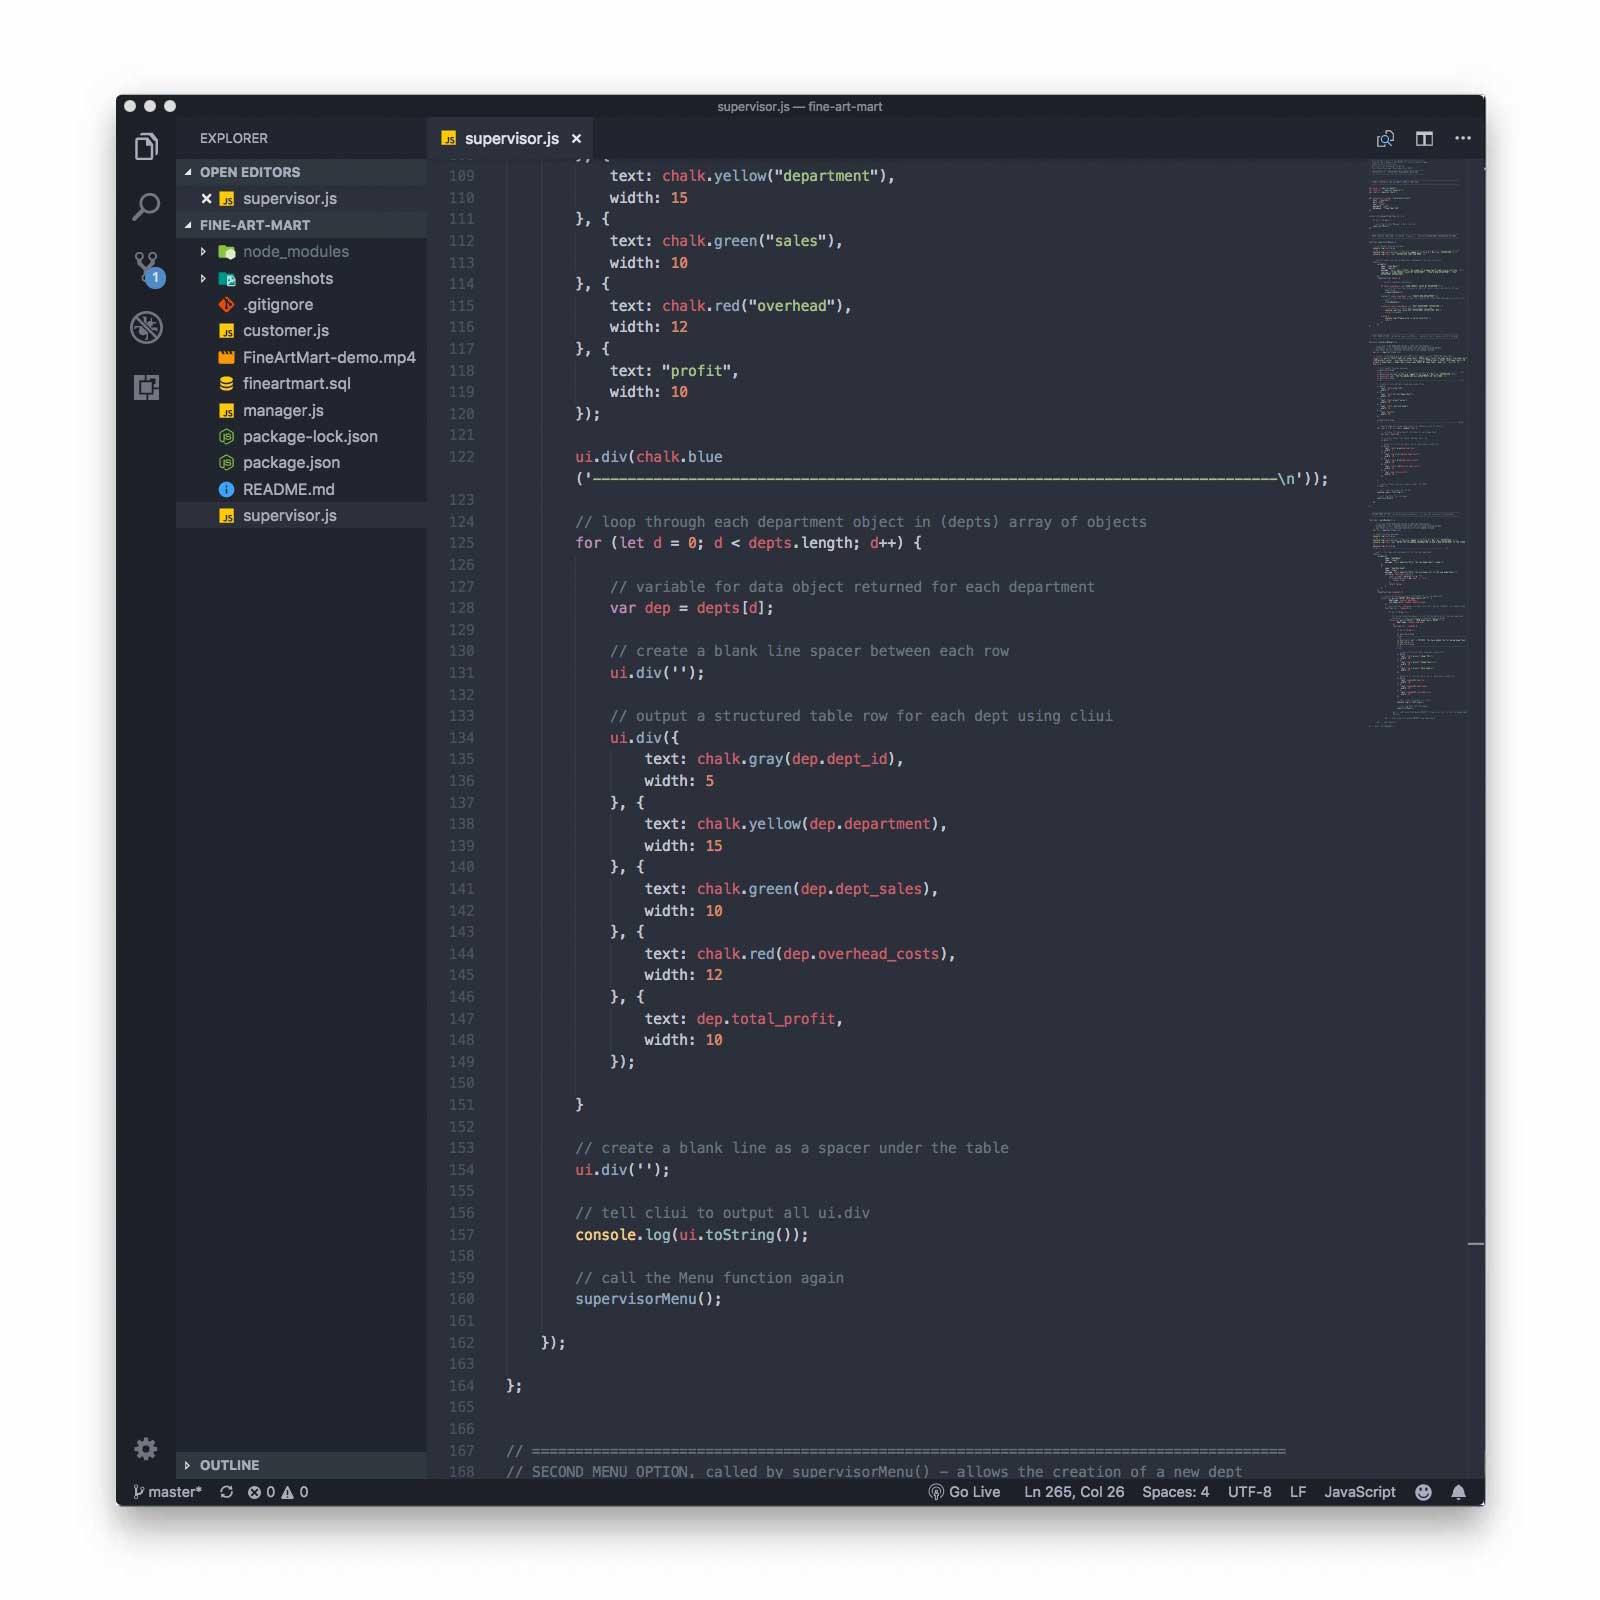 supervisor.js — fine-art-mart
EXPLORER
OPEN EDITORS
supervisor.js
FINE-ART-MART
node_modules
screenshots
.gitignore
customer.js
FineArtMart-demo.mp4
fineartmart.sql
manager.js
package-lock.json
package.json
README.md
supervisor.js
OUTLINE
supervisor.js
109 text: chalk.yellow("department"),
110 width: 15
111 }, {
112 text: chalk.green("sales"),
113 width: 10
114 }, {
115 text: chalk.red("overhead"),
116 width: 12
117 }, {
118 text: "profit",
119 width: 10
120 });
121
122 ui.div(chalk.blue
('-------------------------------------------------------------------------------\n'));
123
124 // loop through each department object in (depts) array of objects
125 for (let d = 0; d < depts.length; d++) {
126
127 // variable for data object returned for each department
128 var dep = depts[d];
129
130 // create a blank line spacer between each row
131 ui.div('');
132
133 // output a structured table row for each dept using cliui
134 ui.div({
135 text: chalk.gray(dep.dept_id),
136 width: 5
137 }, {
138 text: chalk.yellow(dep.department),
139 width: 15
140 }, {
141 text: chalk.green(dep.dept_sales),
142 width: 10
143 }, {
144 text: chalk.red(dep.overhead_costs),
145 width: 12
146 }, {
147 text: dep.total_profit,
148 width: 10
149 });
150
151 }
152
153 // create a blank line as a spacer under the table
154 ui.div('');
155
156 // tell cliui to output all ui.div
157 console.log(ui.toString());
158
159 // call the Menu function again
160 supervisorMenu();
161
162 });
163
164 };
165
166
167 // =======================================================================================
168 // SECOND MENU OPTION, called by supervisorMenu() – allows the creation of a new dept
1
master* 0 0 Go Live Ln 265, Col 26 Spaces: 4 UTF-8 LF JavaScript